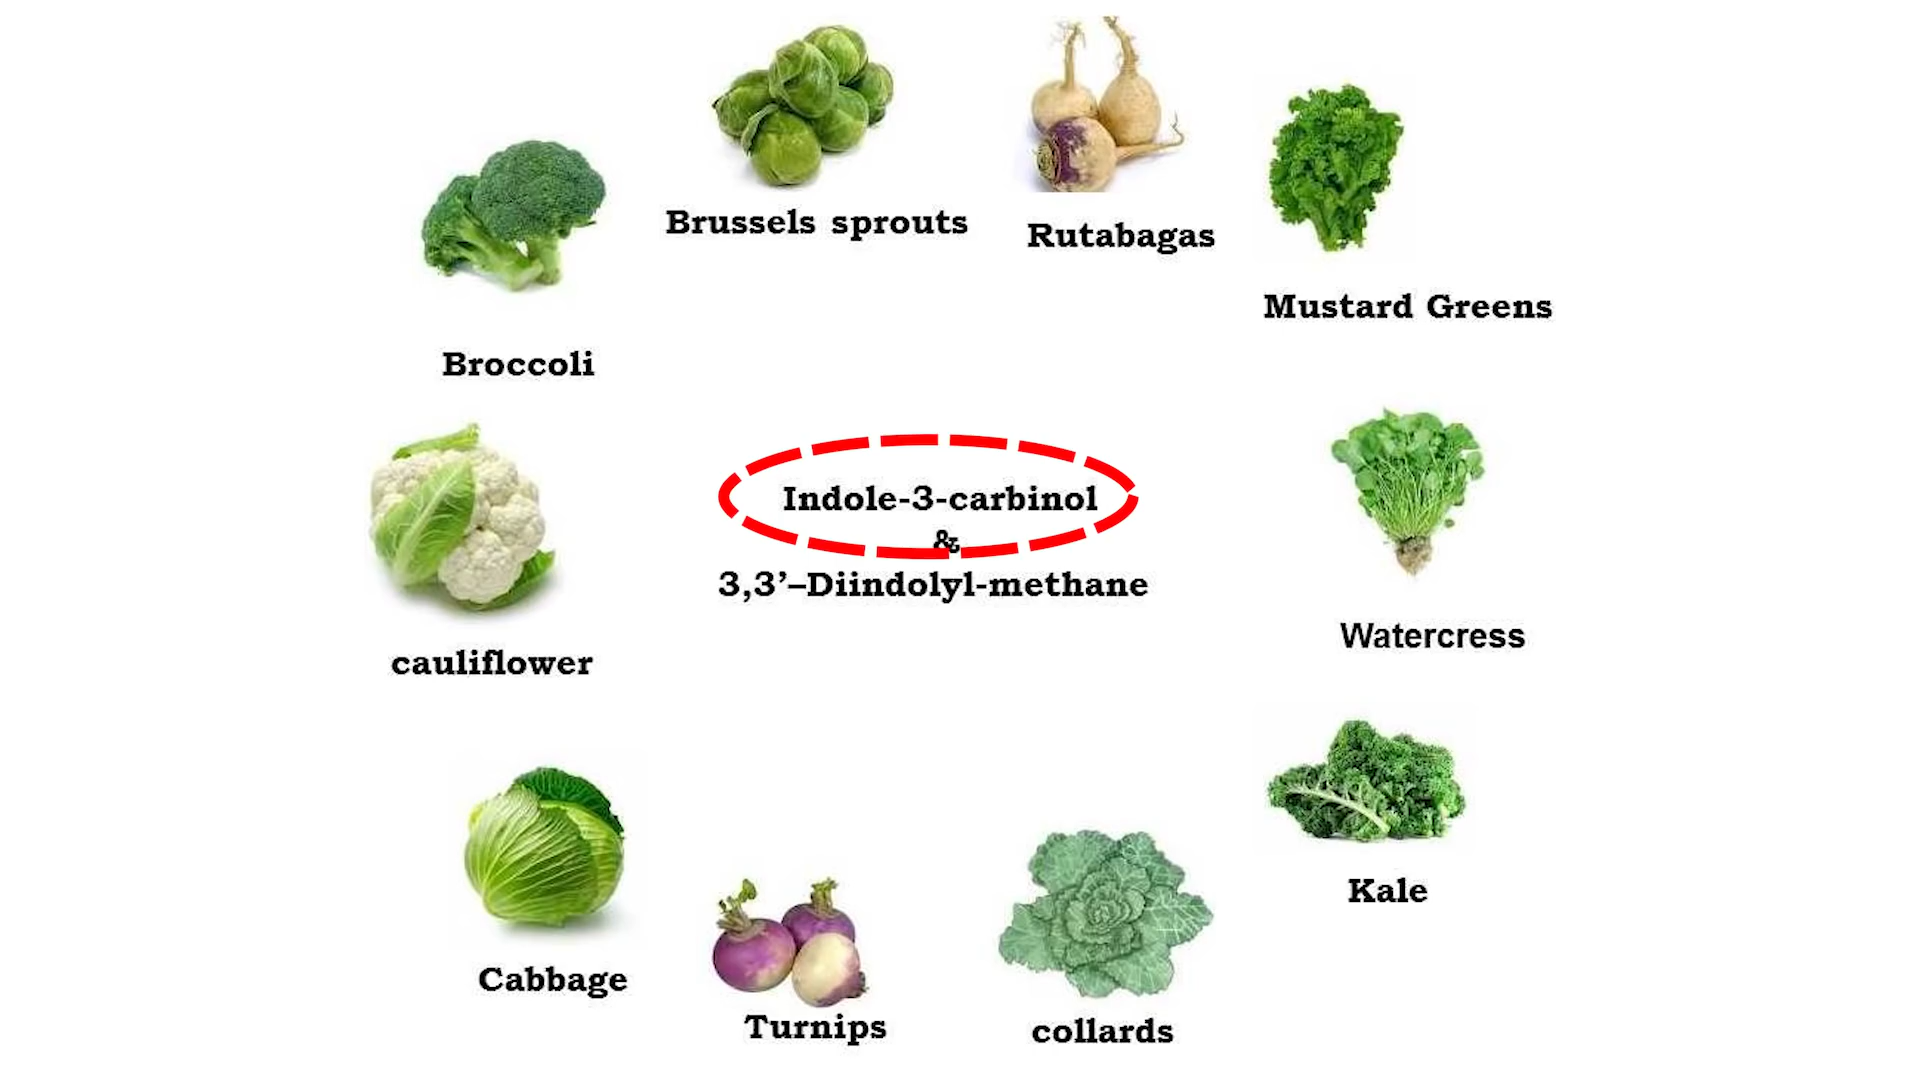 Brussels sprouts
Rutabagas
Mustard Greens
Broccoli
Indole-3-carbinol
&
3,3’–Diindolyl-methane
Watercress
cauliflower
Kale
Cabbage
Turnips
collards